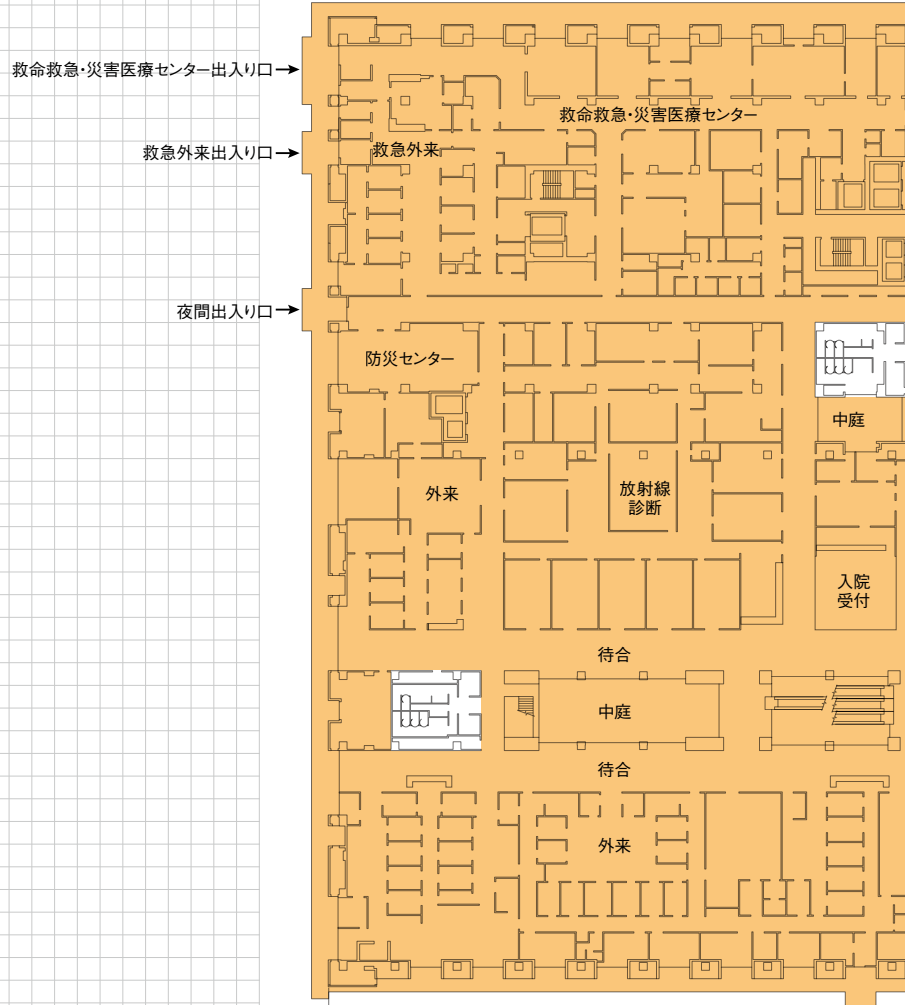 救命救急・災害医療センター出入り口
救命救急・災害医療センター
救急外来出入り口
救急外来
夜間出入り口
防災センター
中庭
外来
放射線
診断
入院
受付
待合
中庭
待合
外来